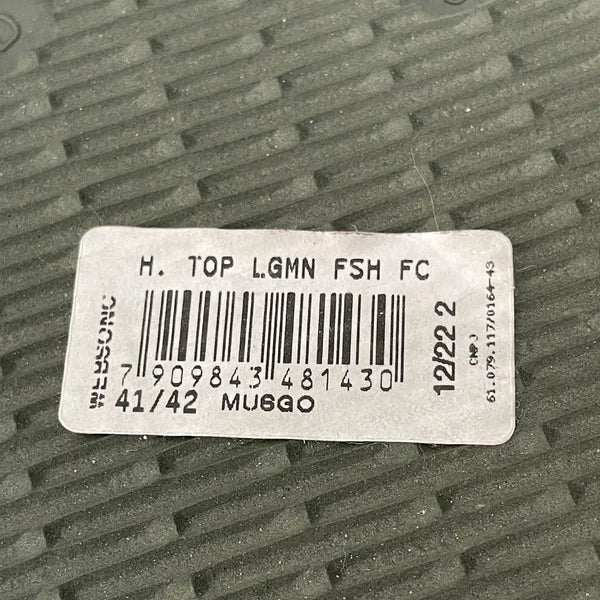 H. TOP LGMN FSH FC
7 909843 481430
41/42 MUSGO
12/22 2
CNPJ
61.079.117/0164-43